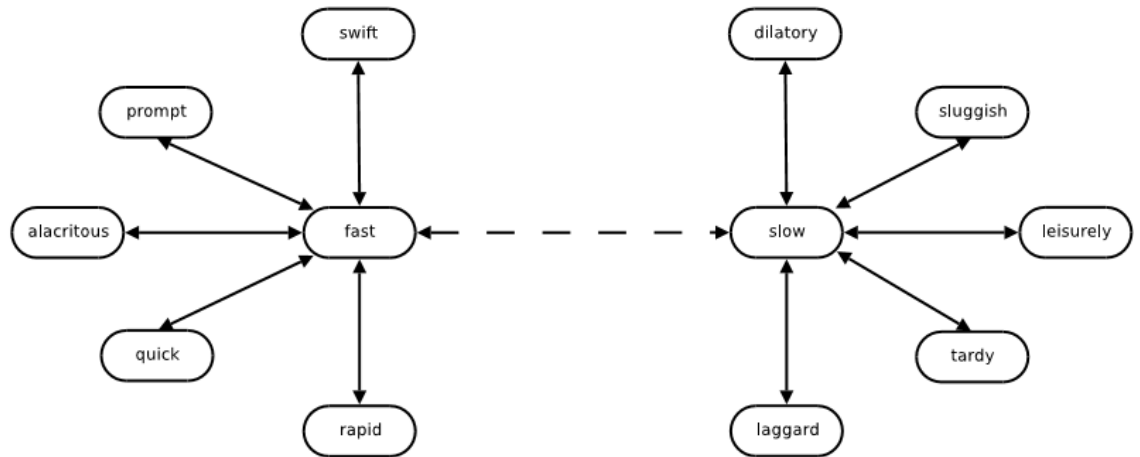 swift
dilatory
prompt
sluggish
alacritous
fast
slow
leisurely
quick
tardy
rapid
laggard